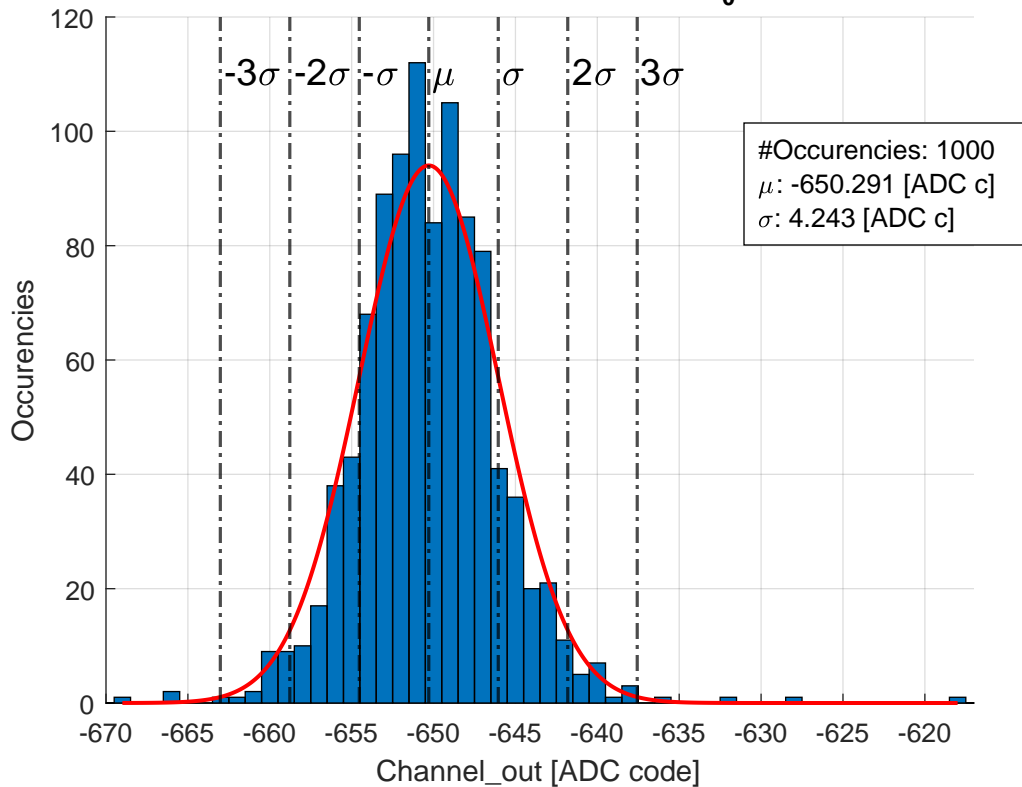 120
100
80
60
40
20
0
-3σ -2σ -σ μ σ 2σ 3σ
#Occurencies: 1000
μ: -650.291 [ADC c]
σ: 4.243 [ADC c]
Occurencies
-670 -665 -660 -655 -650 -645 -640 -635 -630 -625 -620
Channel_out [ADC code]